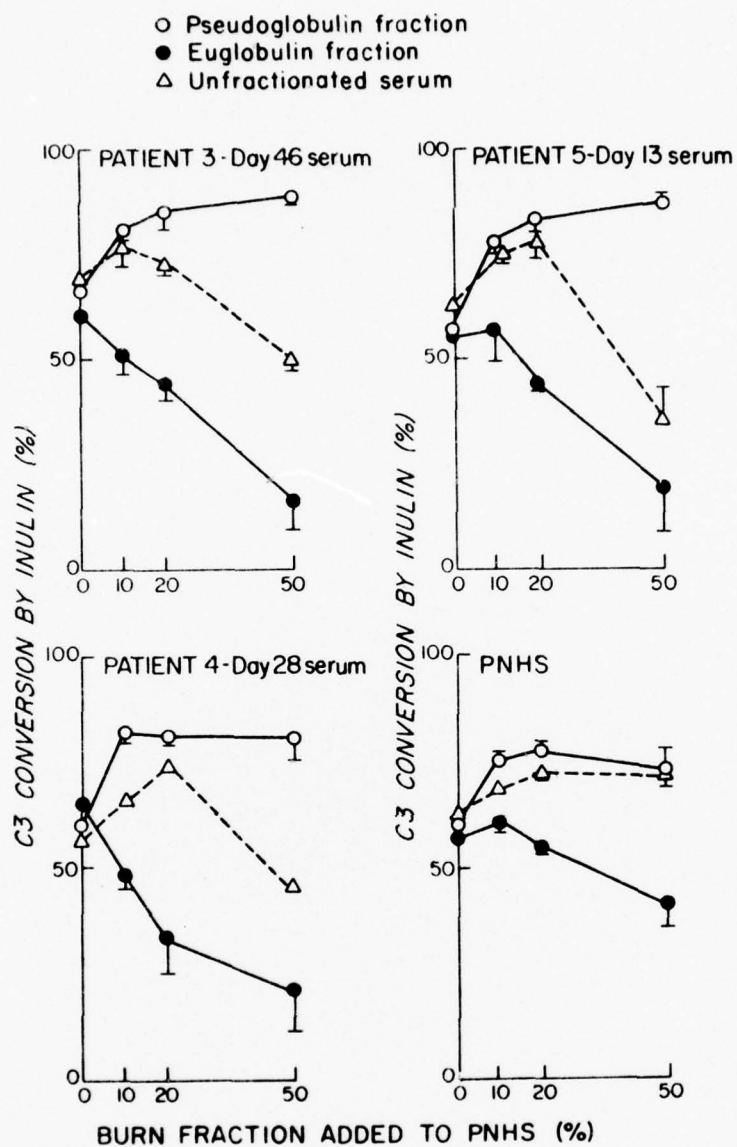 ○ Pseudoglobulin fraction
● Euglobulin fraction
△ Unfractionated serum
PATIENT 3 - Day 46 serum
100
50
0
0 10 20 50
PATIENT 5 - Day 13 serum
100
50
0
0 10 20 50
C3 CONVERSION BY INULIN (%)
C3 CONVERSION BY INULIN (%)
PATIENT 4 - Day 28 serum
100
50
0
0 10 20 50
PNHS
100
50
0
0 10 20 50
BURN FRACTION ADDED TO PNHS (%)